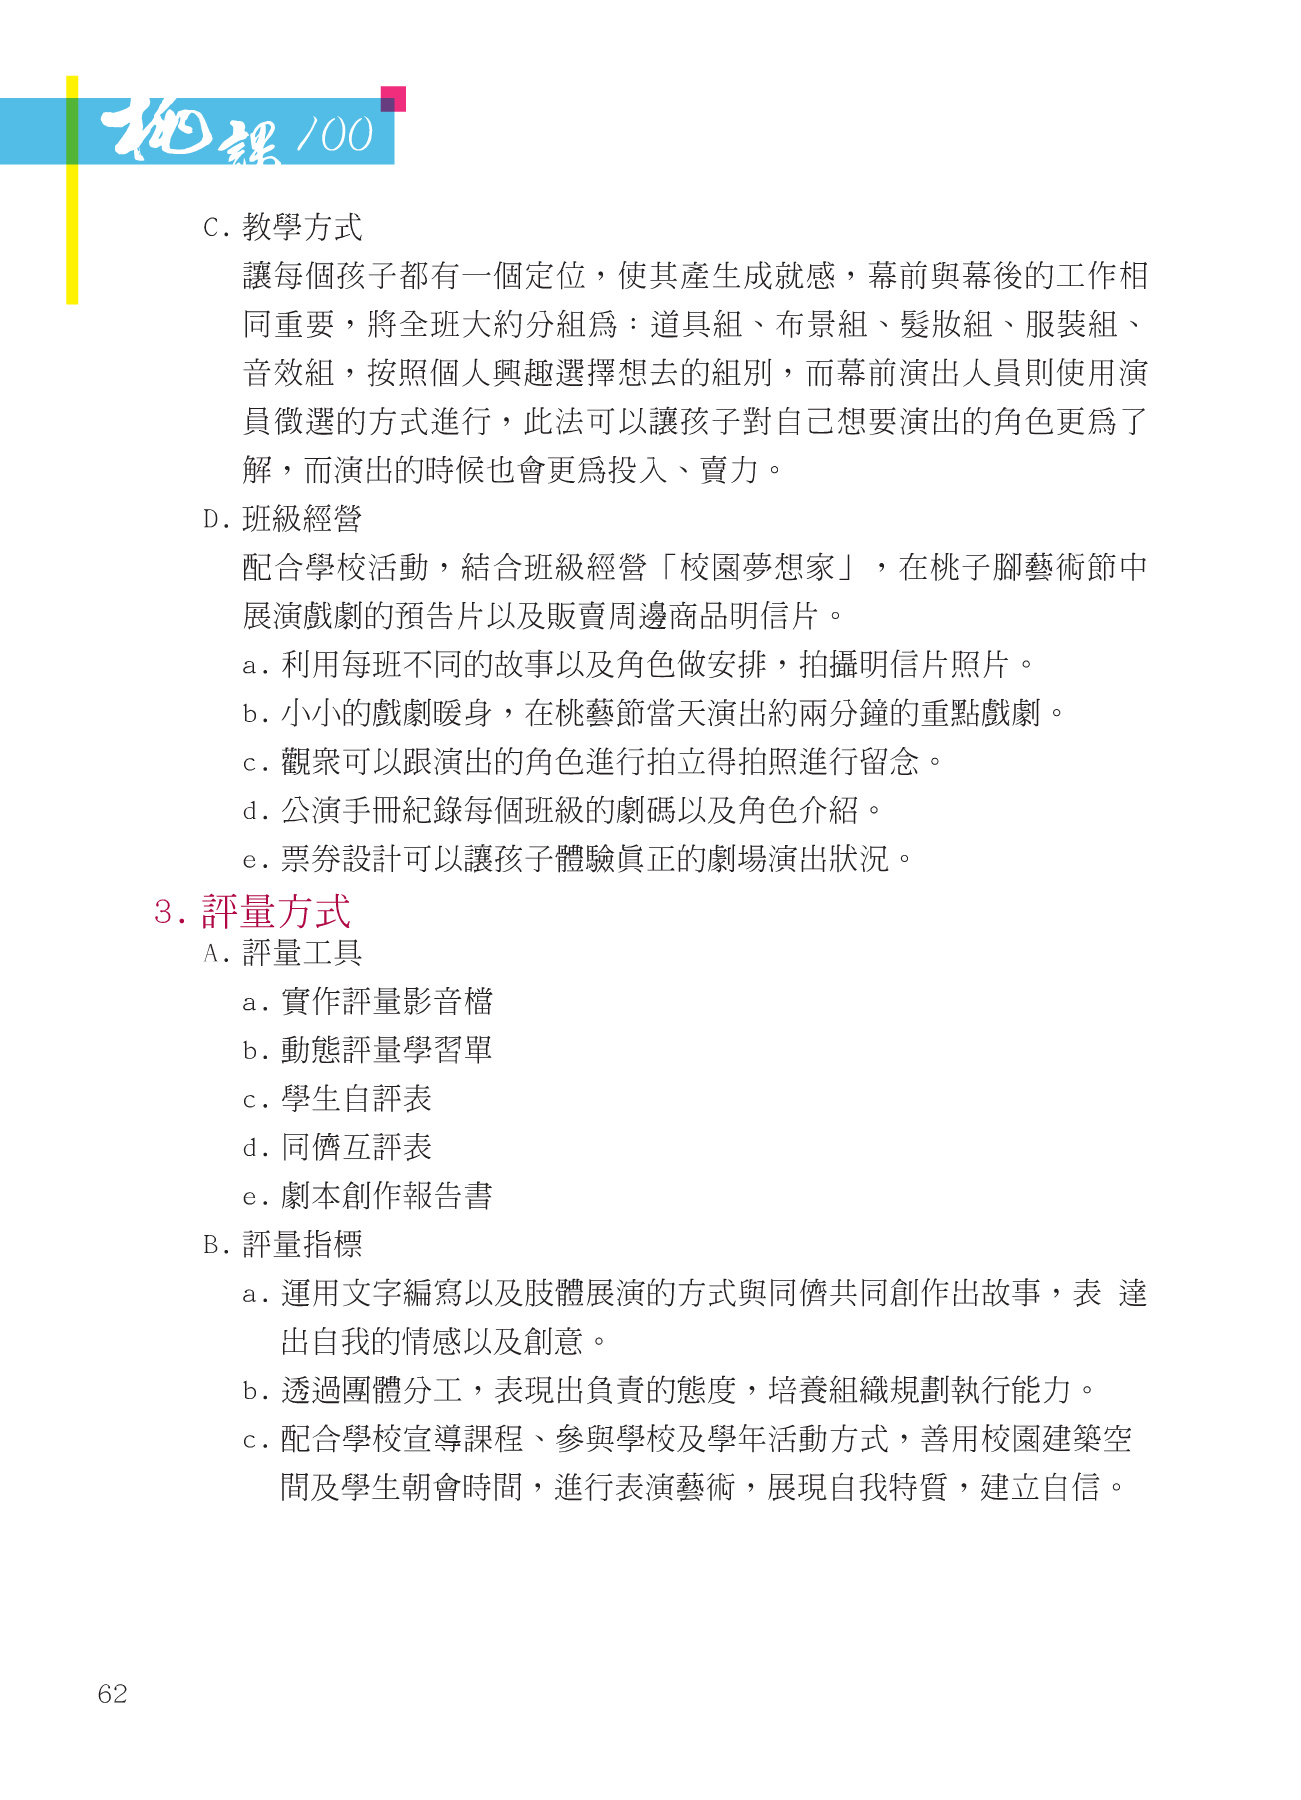 桃課100
C. 教學方式
讓每個孩子都有一個定位，使其產生成就感，幕前與幕後的工作相
同重要，將全班大約分組為：道具組、布景組、髮妝組、服裝組、
音效組，按照個人興趣選擇想去的組別，而幕前演出人員則使用演
員徵選的方式進行，此法可以讓孩子對自己想要演出的角色更為了
解，而演出的時候也會更為投入、賣力。
D. 班級經營
配合學校活動，結合班級經營「校園夢想家」，在桃子腳藝術節中
展演戲劇的預告片以及販賣周邊商品明信片。
a. 利用每班不同的故事以及角色做安排，拍攝明信片照片。
b. 小小的戲劇暖身，在桃藝節當天演出約兩分鐘的重點戲劇。
c. 觀眾可以跟演出的角色進行拍立得拍照進行留念。
d. 公演手冊紀錄每個班級的劇碼以及角色介紹。
e. 票券設計可以讓孩子體驗真正的劇場演出狀況。
3. 評量方式
A. 評量工具
a. 實作評量影音檔
b. 動態評量學習單
c. 學生自評表
d. 同儕互評表
e. 劇本創作報告書
B. 評量指標
a. 運用文字編寫以及肢體展演的方式與同儕共同創作出故事，表 達
出自我的情感以及創意。
b. 透過團體分工，表現出負責的態度，培養組織規劃執行能力。
c. 配合學校宣導課程、參與學校及學年活動方式，善用校園建築空
間及學生朝會時間，進行表演藝術，展現自我特質，建立自信。
62